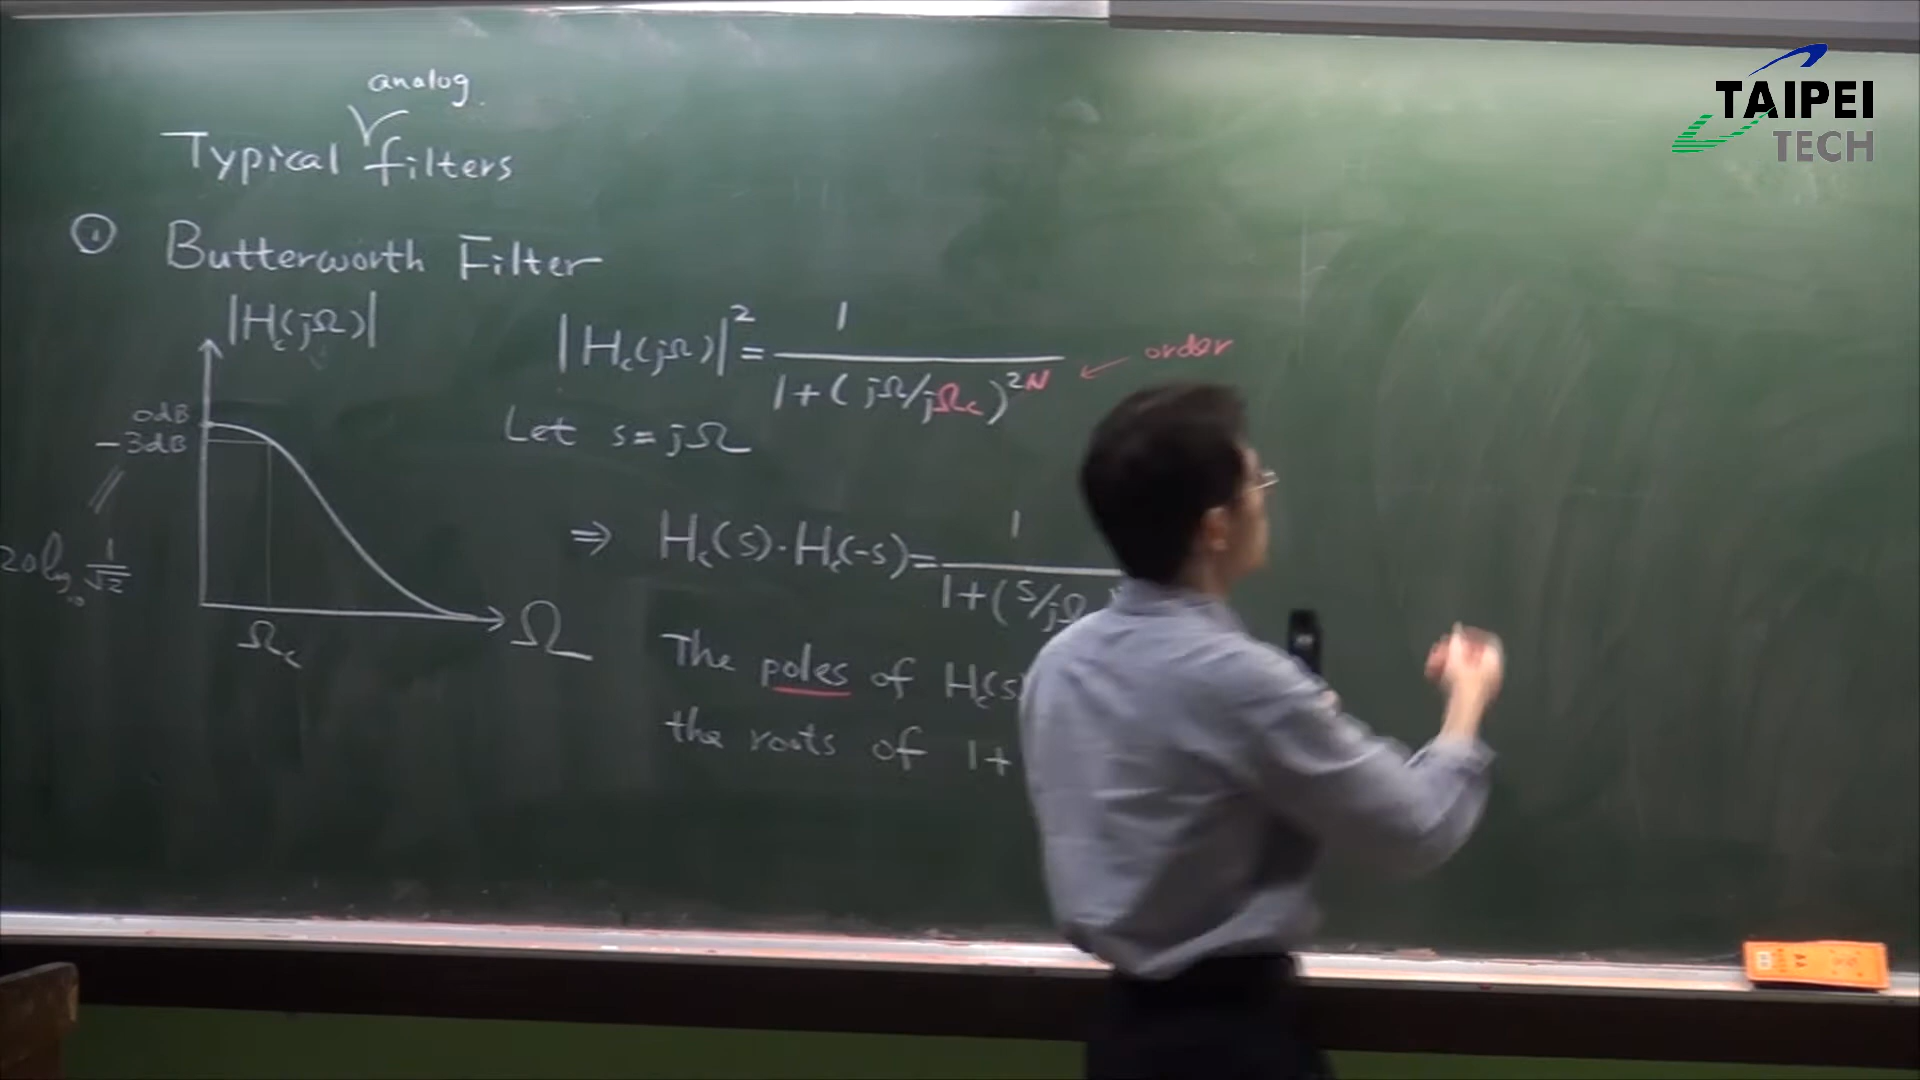 TAIPEI
TECH
analog
Typical filters
① Butterworth Filter
|Hc(jΩ)|
0dB
-3dB
20log₁₀ 1/√2
Ωc
Ω
|Hc(jΩ)|² = 1 / 1+(jΩ/jΩc)^2N
order
Let s=jΩ
⇒ Hc(s)·Hc(-s)= 1 / 1+(s/jΩ
The poles of Hc(s)
the roots of 1+